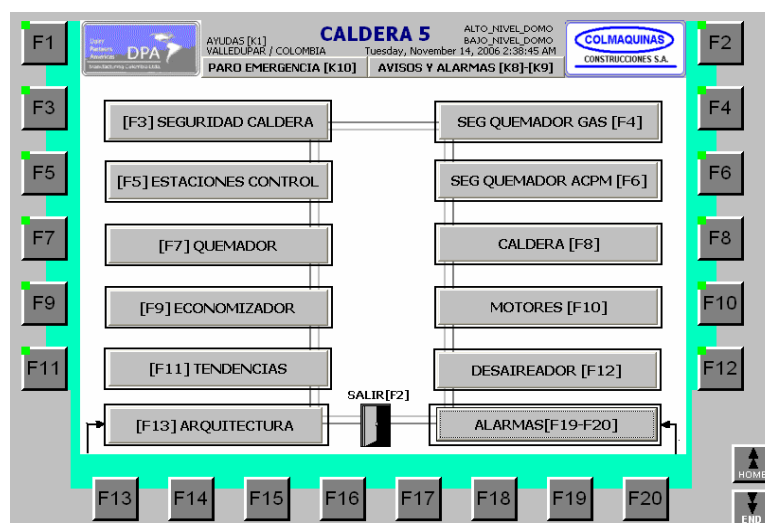 F1
DPA
AYUDAS [K1]
VALLEDUPAR / COLOMBIA
CALDERA 5
ALTO_NIVEL_DOMO
BAJO_NIVEL_DOMO
Tuesday, November 14, 2006 2:38:45 AM
PARO EMERGENCIA [K10]
AVISOS Y ALARMAS [K8]-[K9]
COLMAQUINAS
CONSTRUCCIONES S.A.
F2
F3
[F3] SEGURIDAD CALDERA
SEG QUEMADOR GAS [F4]
F4
F5
[F5] ESTACIONES CONTROL
SEG QUEMADOR ACPM [F6]
F6
F7
[F7] QUEMADOR
CALDERA [F8]
F8
F9
[F9] ECONOMIZADOR
MOTORES [F10]
F10
F11
[F11] TENDENCIAS
DESAIREADOR [F12]
F12
SALIR[F2]
[F13] ARQUITECTURA
ALARMAS[F19-F20]
HOME
F13
F14
F15
F16
F17
F18
F19
F20
END